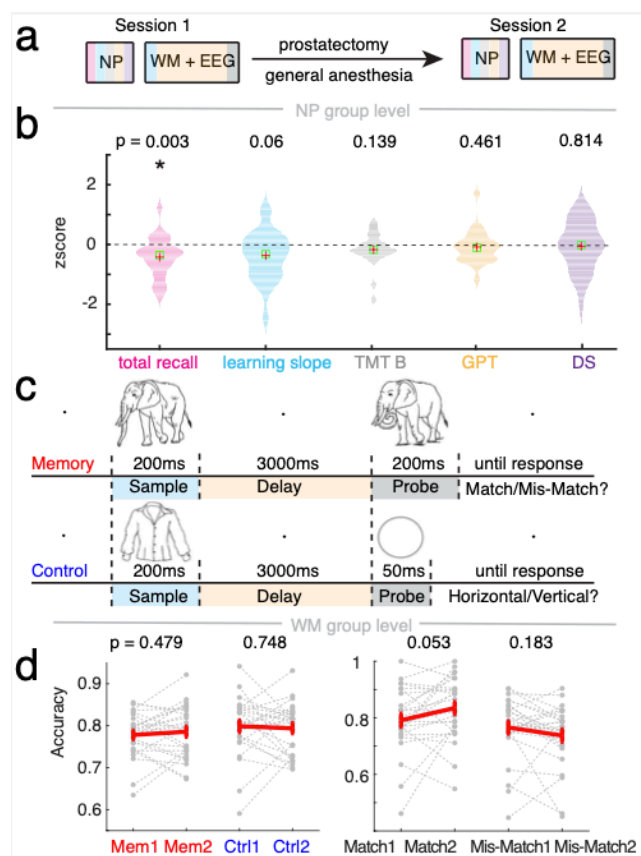 a
Session 1
Session 2
NP
WM + EEG
prostatectomy
general anesthesia
NP
WM + EEG
NP group level
b
p = 0.003
0.06
0.139
0.461
0.814
*
2
0
-2
zscore
total recall
learning slope
TMT B
GPT
DS
c
Memory
200ms
3000ms
200ms
until response
Sample
Delay
Probe
Match/Mis-Match?
Control
200ms
3000ms
50ms
until response
Sample
Delay
Probe
Horizontal/Vertical?
WM group level
d
p = 0.479
0.748
0.053
0.183
Accuracy
0.9
0.8
0.7
0.6
1
0.8
0.6
Mem1
Mem2
Ctrl1
Ctrl2
Match1
Match2
Mis-Match1
Mis-Match2